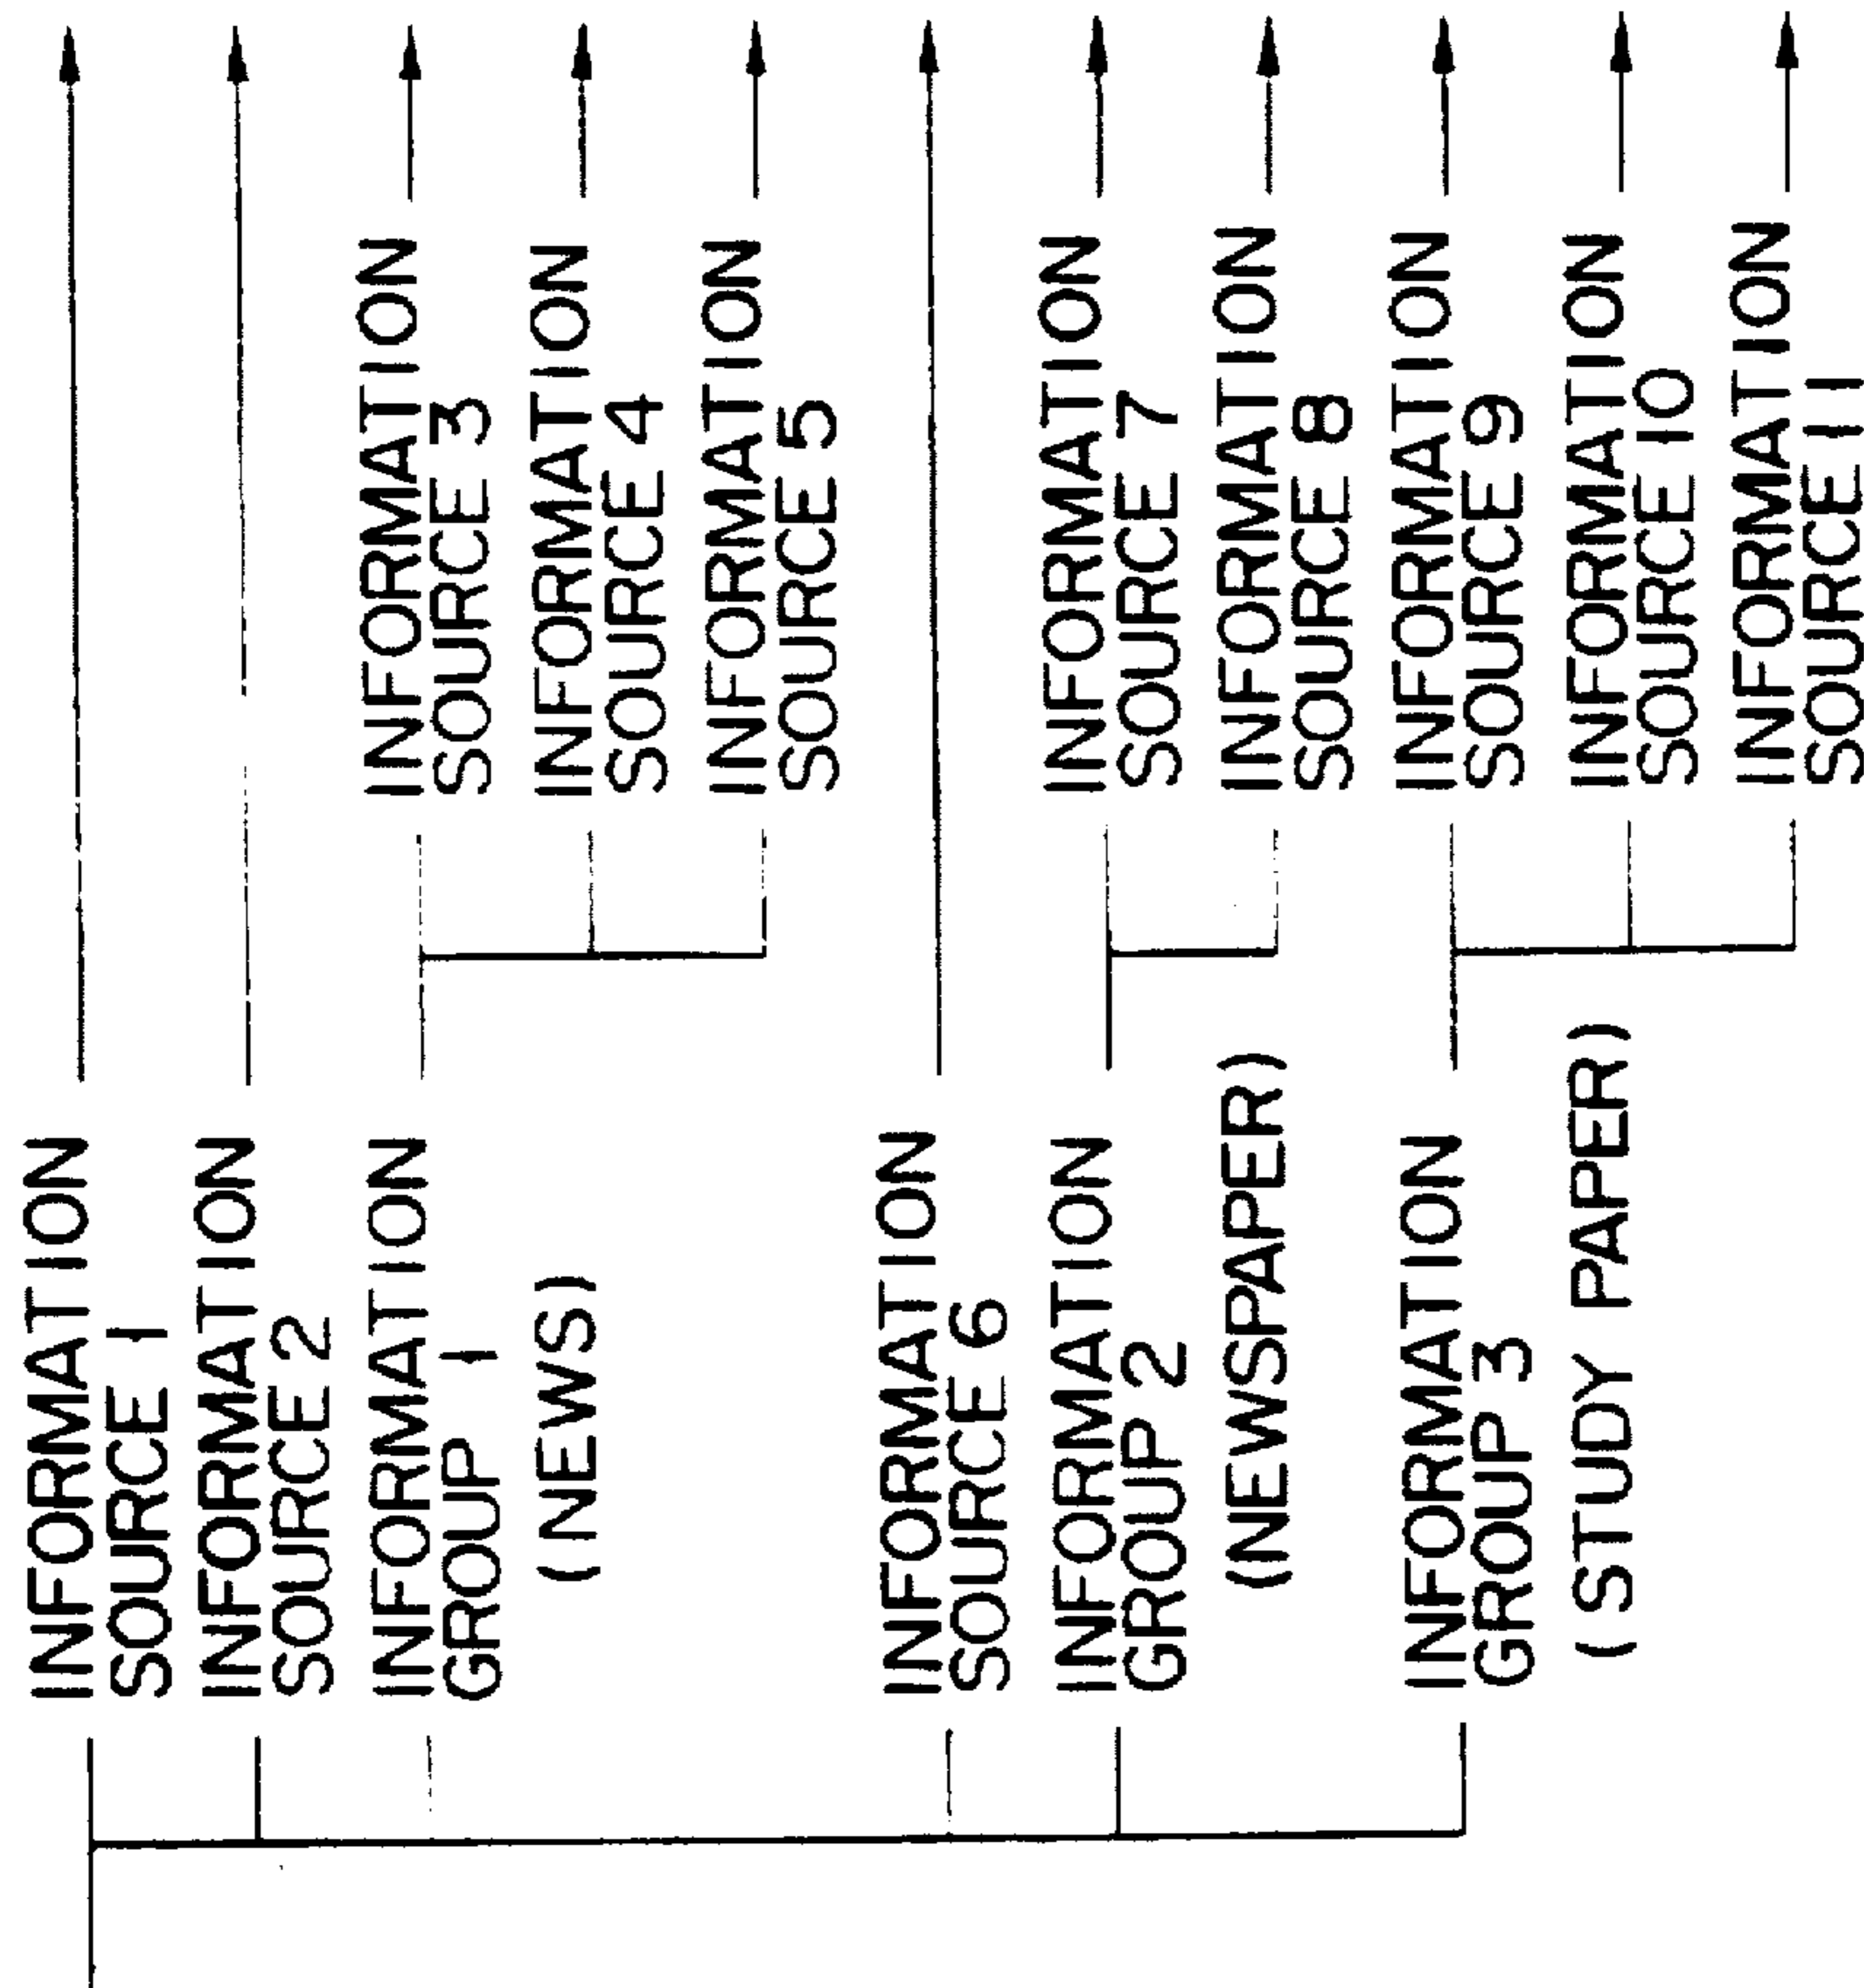 INFORMATION
SOURCE 1
INFORMATION
SOURCE 2
INFORMATION
GROUP 1
(NEWS)
INFORMATION
SOURCE 3
INFORMATION
SOURCE 4
INFORMATION
SOURCE 5
INFORMATION
SOURCE 6
INFORMATION
GROUP 2
(NEWSPAPER)
INFORMATION
SOURCE 7
INFORMATION
SOURCE 8
INFORMATION
GROUP 3
(STUDY PAPER)
INFORMATION
SOURCE 9
INFORMATION
SOURCE 10
INFORMATION
SOURCE 11